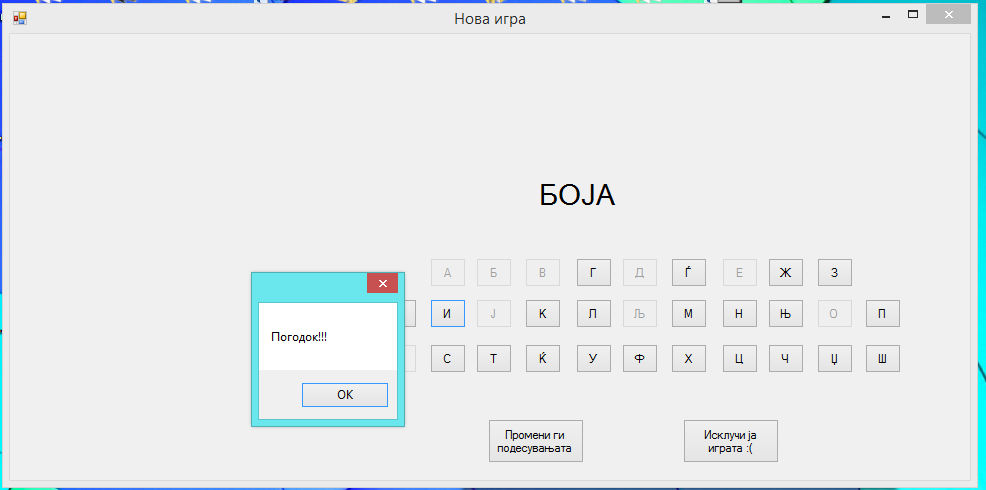 Нова игра
БОЈА
А Б В Г Д Ѓ Е Ж З
И Ј К Л Љ М Н Њ О П
С Т Ќ У Ф Х Ц Ч Џ Ш
Погодок!!!
OK
Промени ги
подесувањата
Исклучи ја
играта :(